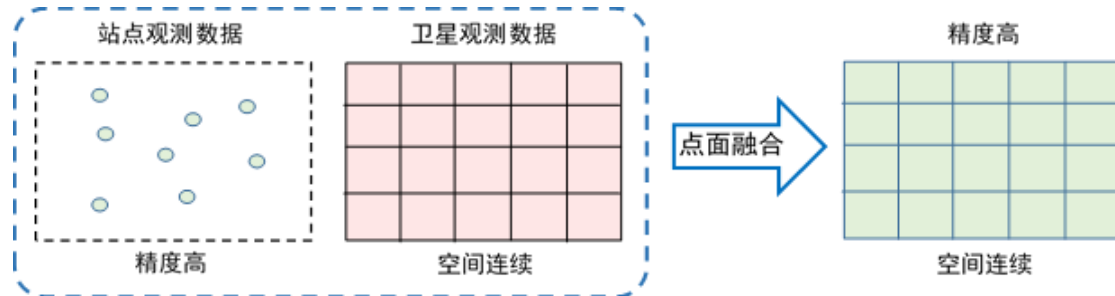 站点观测数据
卫星观测数据
精度高
空间连续
点面融合
精度高
空间连续